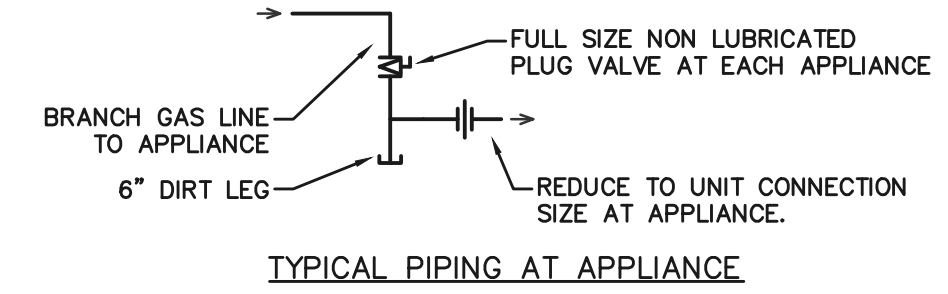 FULL SIZE NON LUBRICATED
PLUG VALVE AT EACH APPLIANCE
BRANCH GAS LINE
TO APPLIANCE
6" DIRT LEG
REDUCE TO UNIT CONNECTION
SIZE AT APPLIANCE.
TYPICAL PIPING AT APPLIANCE